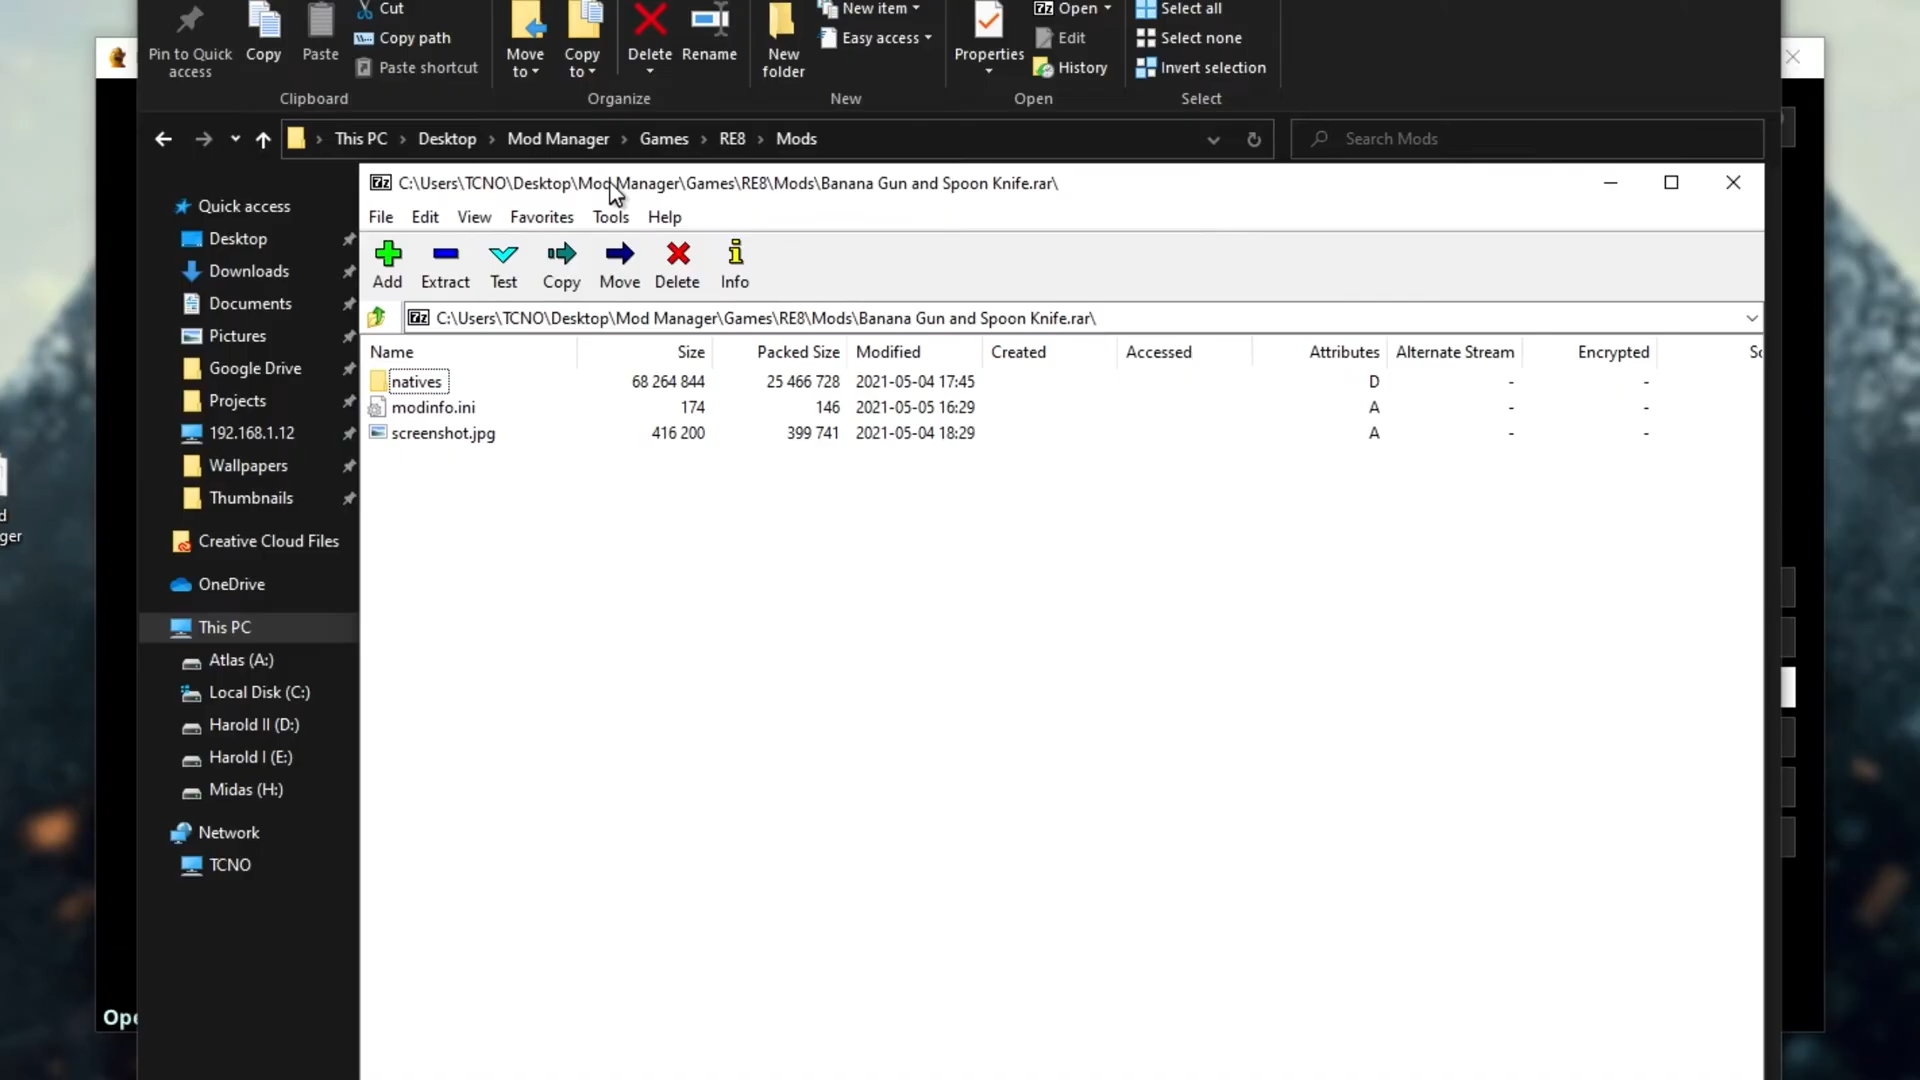 Cut
New item
Open
Select all
Pin to Quick access
Copy
Paste
Copy path
Paste shortcut
Move to
Copy to
Delete
Rename
New folder
Easy access
Properties
Edit
History
Select none
Invert selection
Clipboard
Organize
New
Open
Select
This PC > Desktop > Mod Manager > Games > RE8 > Mods
Search Mods
7z C:\Users\TCNO\Desktop\Mod Manager\Games\RE8\Mods\Banana Gun and Spoon Knife.rar\
File Edit View Favorites Tools Help
Add Extract Test Copy Move Delete Info
7z C:\Users\TCNO\Desktop\Mod Manager\Games\RE8\Mods\Banana Gun and Spoon Knife.rar\
Name Size Packed Size Modified Created Accessed Attributes Alternate Stream Encrypted
natives 68 264 844 25 466 728 2021-05-04 17:45 D - -
modinfo.ini 174 146 2021-05-05 16:29 A - -
screenshot.jpg 416 200 399 741 2021-05-04 18:29 A - -
Quick access
Desktop
Downloads
Documents
Pictures
Google Drive
Projects
192.168.1.12
Wallpapers
Thumbnails
Creative Cloud Files
OneDrive
This PC
Atlas (A:)
Local Disk (C:)
Harold II (D:)
Harold I (E:)
Midas (H:)
Network
TCNO